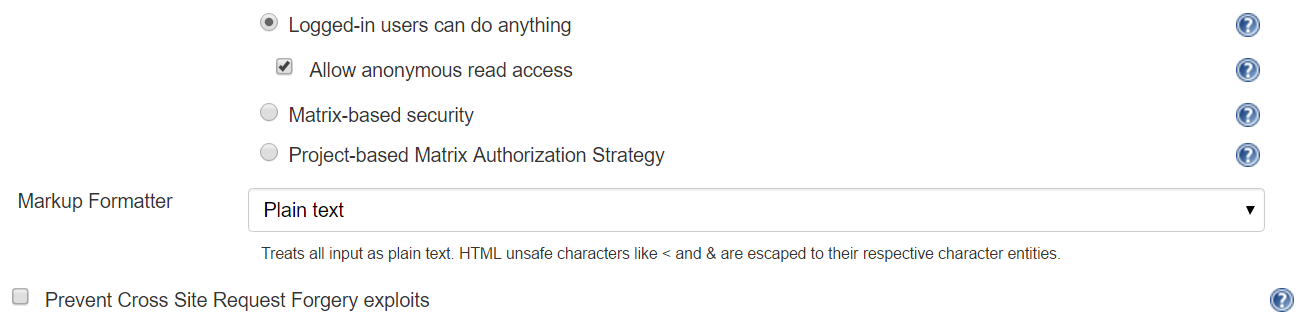 Logged-in users can do anything
Allow anonymous read access
Matrix-based security
Project-based Matrix Authorization Strategy
Markup Formatter
Plain text
Treats all input as plain text. HTML unsafe characters like < and & are escaped to their respective character entities.
Prevent Cross Site Request Forgery exploits